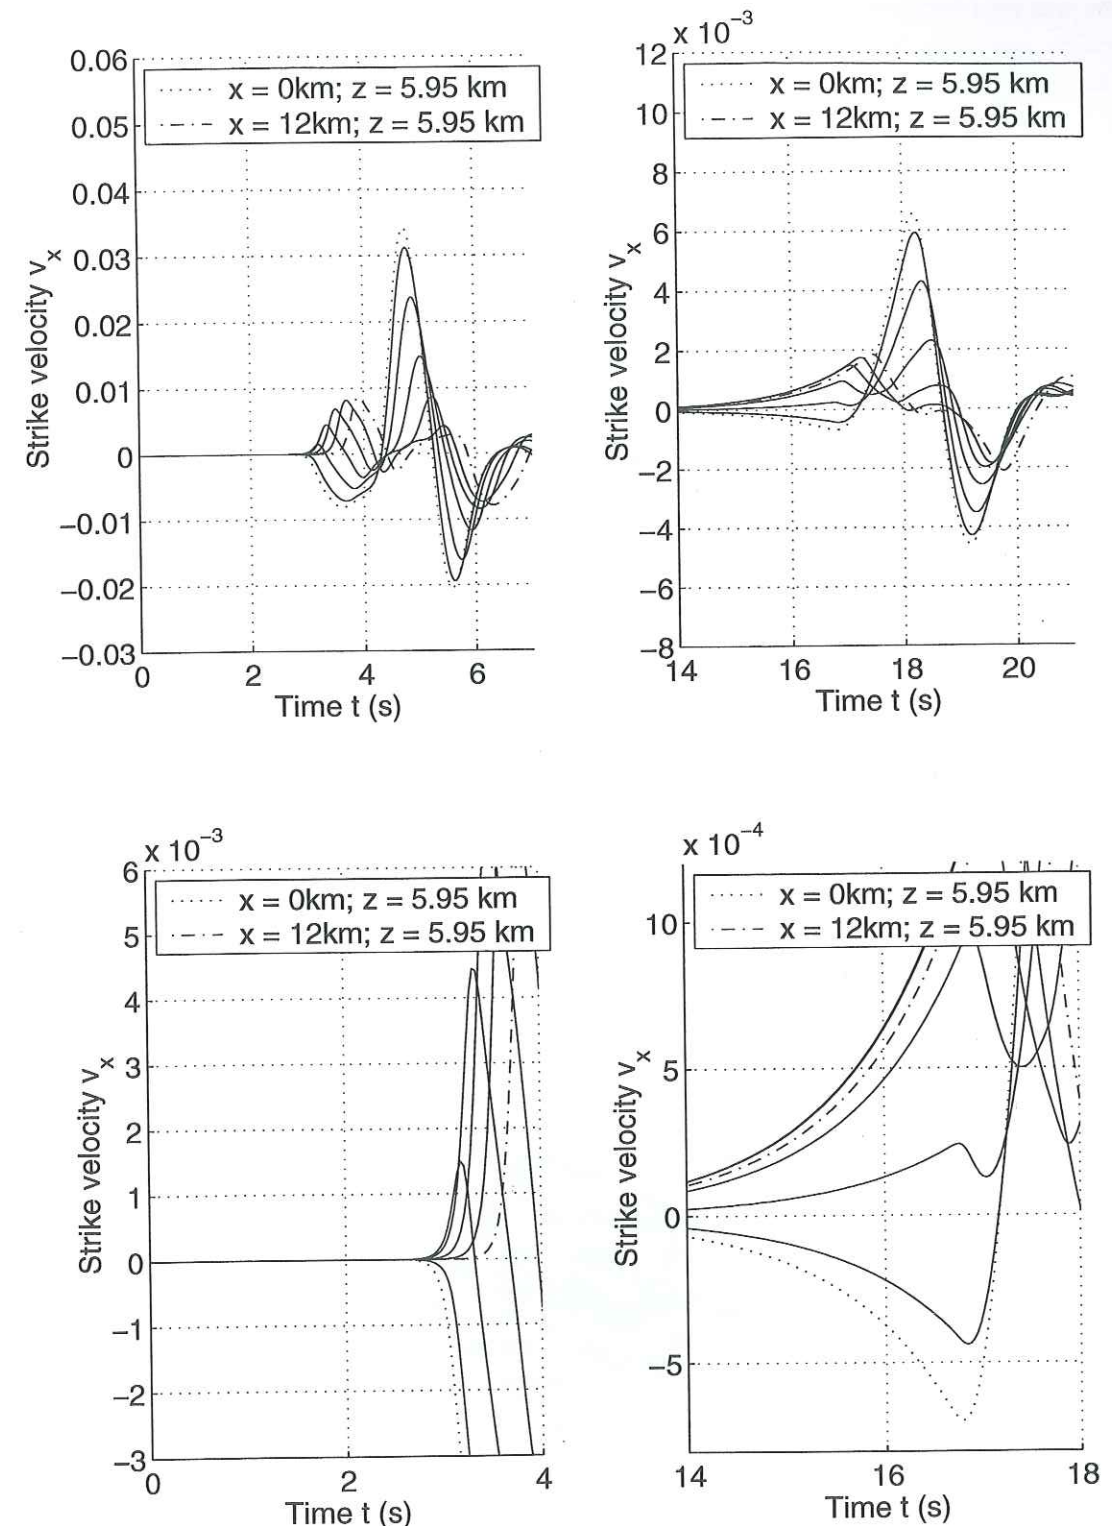 0.06
0.05
0.04
0.03
0.02
0.01
0
−0.01
−0.02
−0.03
Strike velocity vx
x = 0km; z = 5.95 km
x = 12km; z = 5.95 km
0 2 4 6
Time t (s)
x 10−3
12
10
8
6
4
2
0
−2
−4
−6
−8
Strike velocity vx
x = 0km; z = 5.95 km
x = 12km; z = 5.95 km
14 16 18 20
Time t (s)
x 10−3
6
5
4
3
2
1
0
−1
−2
−3
Strike velocity vx
x = 0km; z = 5.95 km
x = 12km; z = 5.95 km
0 2 4
Time t (s)
x 10−4
10
5
0
−5
Strike velocity vx
x = 0km; z = 5.95 km
x = 12km; z = 5.95 km
14 16 18
Time t (s)